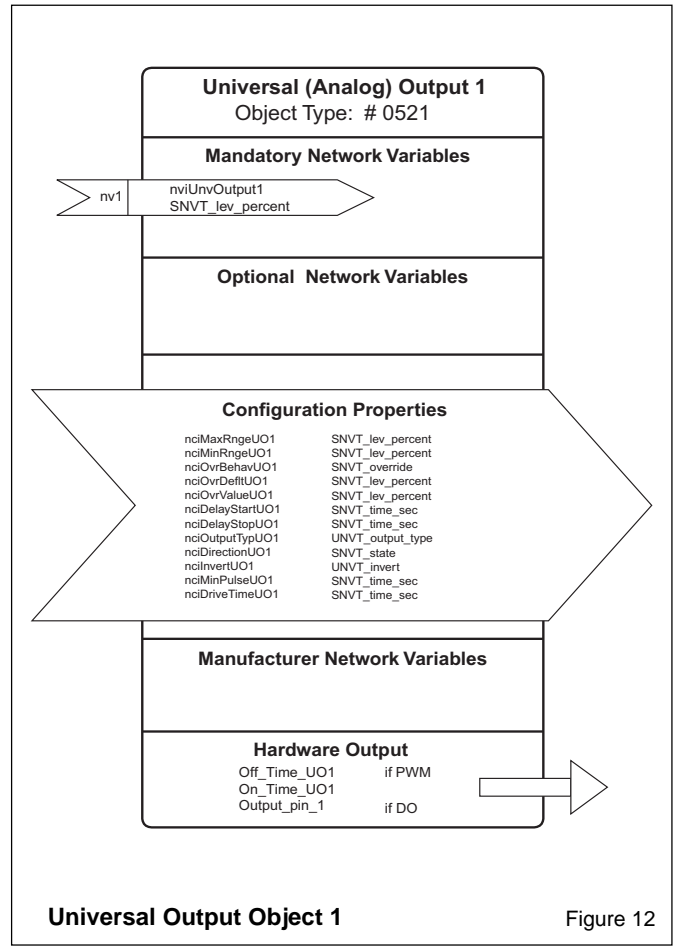 Universal (Analog) Output 1
Object Type: # 0521
Mandatory Network Variables
nv1 nviUnvOutput1
SNVT_lev_percent
Optional Network Variables
Configuration Properties
nciMaxRngeUO1 SNVT_lev_percent
nciMinRngeUO1 SNVT_lev_percent
nciOvrBehavUO1 SNVT_override
nciOvrDefltUO1 SNVT_lev_percent
nciOvrValueUO1 SNVT_lev_percent
nciDelayStartUO1 SNVT_time_sec
nciDelayStopUO1 SNVT_time_sec
nciOutputTypUO1 UNVT_output_type
nciDirectionUO1 SNVT_state
nciInvertUO1 UNVT_invert
nciMinPulseUO1 SNVT_time_sec
nciDriveTimeUO1 SNVT_time_sec
Manufacturer Network Variables
Hardware Output
Off_Time_UO1 if PWM
On_Time_UO1
Output_pin_1 if DO
Universal Output Object 1 Figure 12